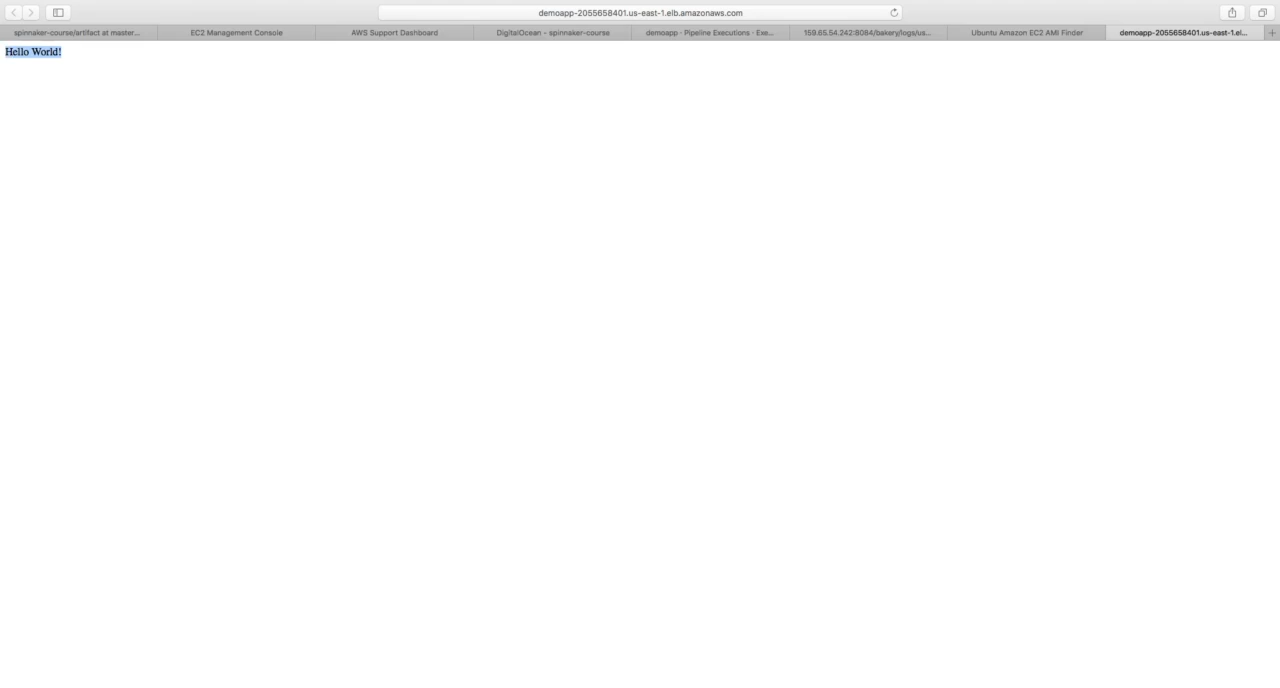 demoapp-2055658401.us-east-1.elb.amazonaws.com
spinnaker-course/artifact at master...
EC2 Management Console
AWS Support Dashboard
DigitalOcean - spinnaker-course
demoapp · Pipeline Executions · Exe...
159.65.54.242:8084/bakery/logs/us...
Ubuntu Amazon EC2 AMI Finder
demoapp-2055658401.us-east-1.el...
Hello World!